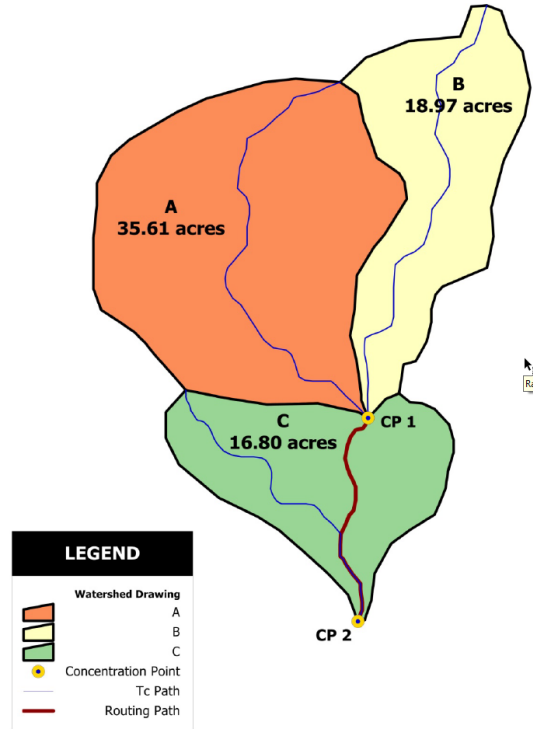 B
18.97 acres
A
35.61 acres
Ra
CP 1
C
16.80 acres
LEGEND
Watershed Drawing
A
B
C
Concentration Point
Tc Path
Routing Path
CP 2